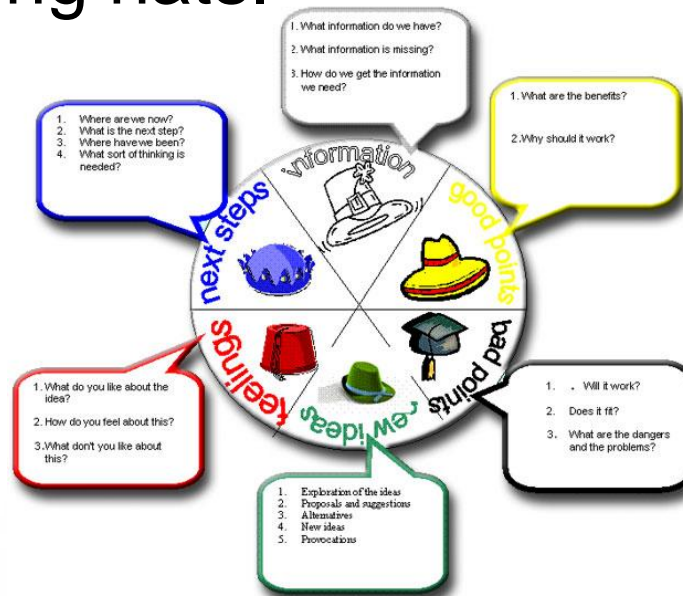 ng hats.
1. What information do we have?
2. What information is missing?
3. How do we get the information
we need?
1. Where are we now?
2. What is the next step?
3. Where have we been?
4. What sort of thinking is
needed?
1. What are the benefits?
2. Why should it work?
information
next steps
good points
feelings
new ideas
bad points
1. What do you like about the
idea?
2. How do you feel about this?
3. What don't you like about
this?
1. . Will it work?
2. Does it fit?
3. What are the dangers
and the problems?
1. Exploration of the ideas
2. Proposals and suggestions
3. Alternatives
4. New ideas
5. Provocations